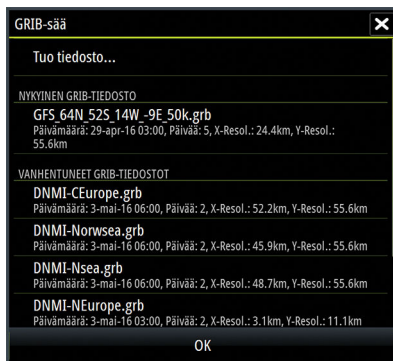 GRIB-sää
Tuo tiedosto...
NYKYINEN GRIB-TIEDOSTO
GFS_64N_52S_14W_-9E_50k.grb
Päivämäärä: 29-apr-16 03:00, Päivää: 5, X-Resol.: 24.4km, Y-Resol.:
55.6km
VANHENTUNEET GRIB-TIEDOSTOT
DNMI-CEurope.grb
Päivämäärä: 3-mai-16 06:00, Päivää: 2, X-Resol.: 52.2km, Y-Resol.: 55.6km
DNMI-Norwsea.grb
Päivämäärä: 3-mai-16 06:00, Päivää: 2, X-Resol.: 45.9km, Y-Resol.: 55.6km
DNMI-Nsea.grb
Päivämäärä: 3-mai-16 06:00, Päivää: 2, X-Resol.: 48.7km, Y-Resol.: 55.6km
DNMI-NEurope.grb
Päivämäärä: 3-mai-16 03:00, Päivää: 2, X-Resol.: 3.1km, Y-Resol.: 11.1km
OK